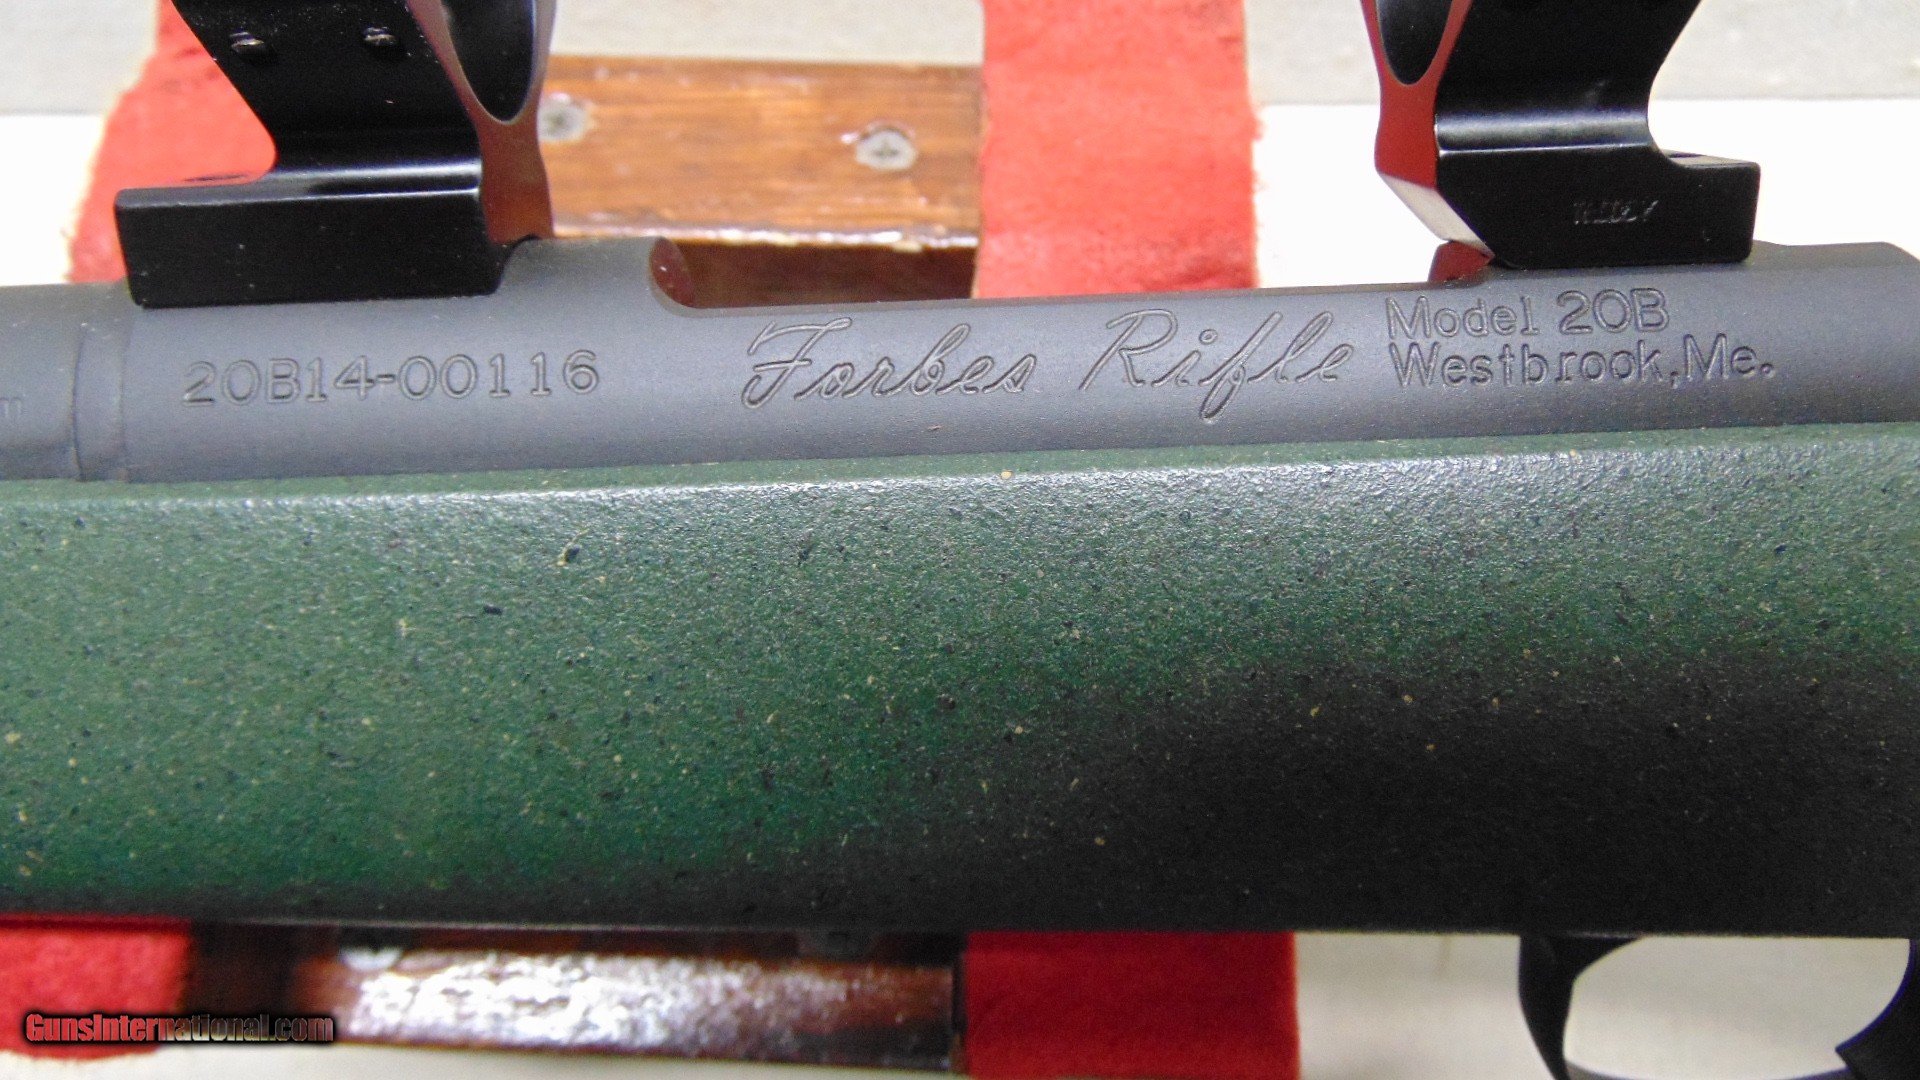 20B14-00116
Forbes Rifle
Model 20B
Westbrook,Me.
GunsInternational.com